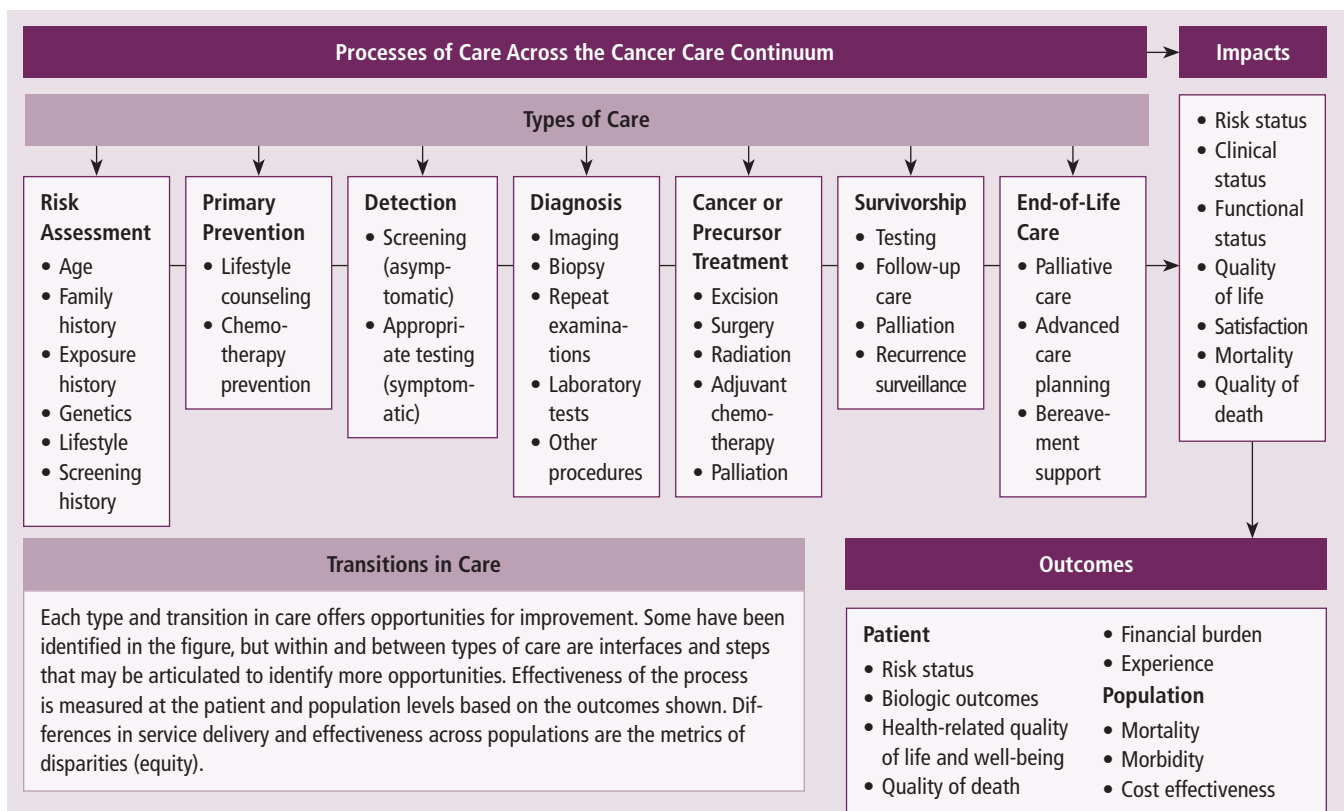 Processes of Care Across the Cancer Care Continuum
Impacts
Types of Care
Risk
Assessment
• Age
• Family
history
• Exposure
history
• Genetics
• Lifestyle
• Screening
history
Primary
Prevention
• Lifestyle
counseling
• Chemo-
therapy
prevention
Detection
• Screening
(asymp-
tomatic)
• Appropri-
ate testing
(symptom-
atic)
Diagnosis
• Imaging
• Biopsy
• Repeat
examina-
tions
• Laboratory
tests
• Other
procedures
Cancer or
Precursor
Treatment
• Excision
• Surgery
• Radiation
• Adjuvant
chemo-
therapy
• Palliation
Survivorship
• Testing
• Follow-up
care
• Palliation
• Recurrence
surveillance
End-of-Life
Care
• Palliative
care
• Advanced
care
planning
• Bereave-
ment
support
• Risk status
• Clinical
status
• Functional
status
• Quality
of life
• Satisfaction
• Mortality
• Quality of
death
Transitions in Care
Each type and transition in care offers opportunities for improvement. Some have been
identified in the figure, but within and between types of care are interfaces and steps
that may be articulated to identify more opportunities. Effectiveness of the process
is measured at the patient and population levels based on the outcomes shown. Dif-
ferences in service delivery and effectiveness across populations are the metrics of
disparities (equity).
Outcomes
Patient
• Risk status
• Biologic outcomes
• Health-related quality
of life and well-being
• Quality of death
• Financial burden
• Experience
Population
• Mortality
• Morbidity
• Cost effectiveness